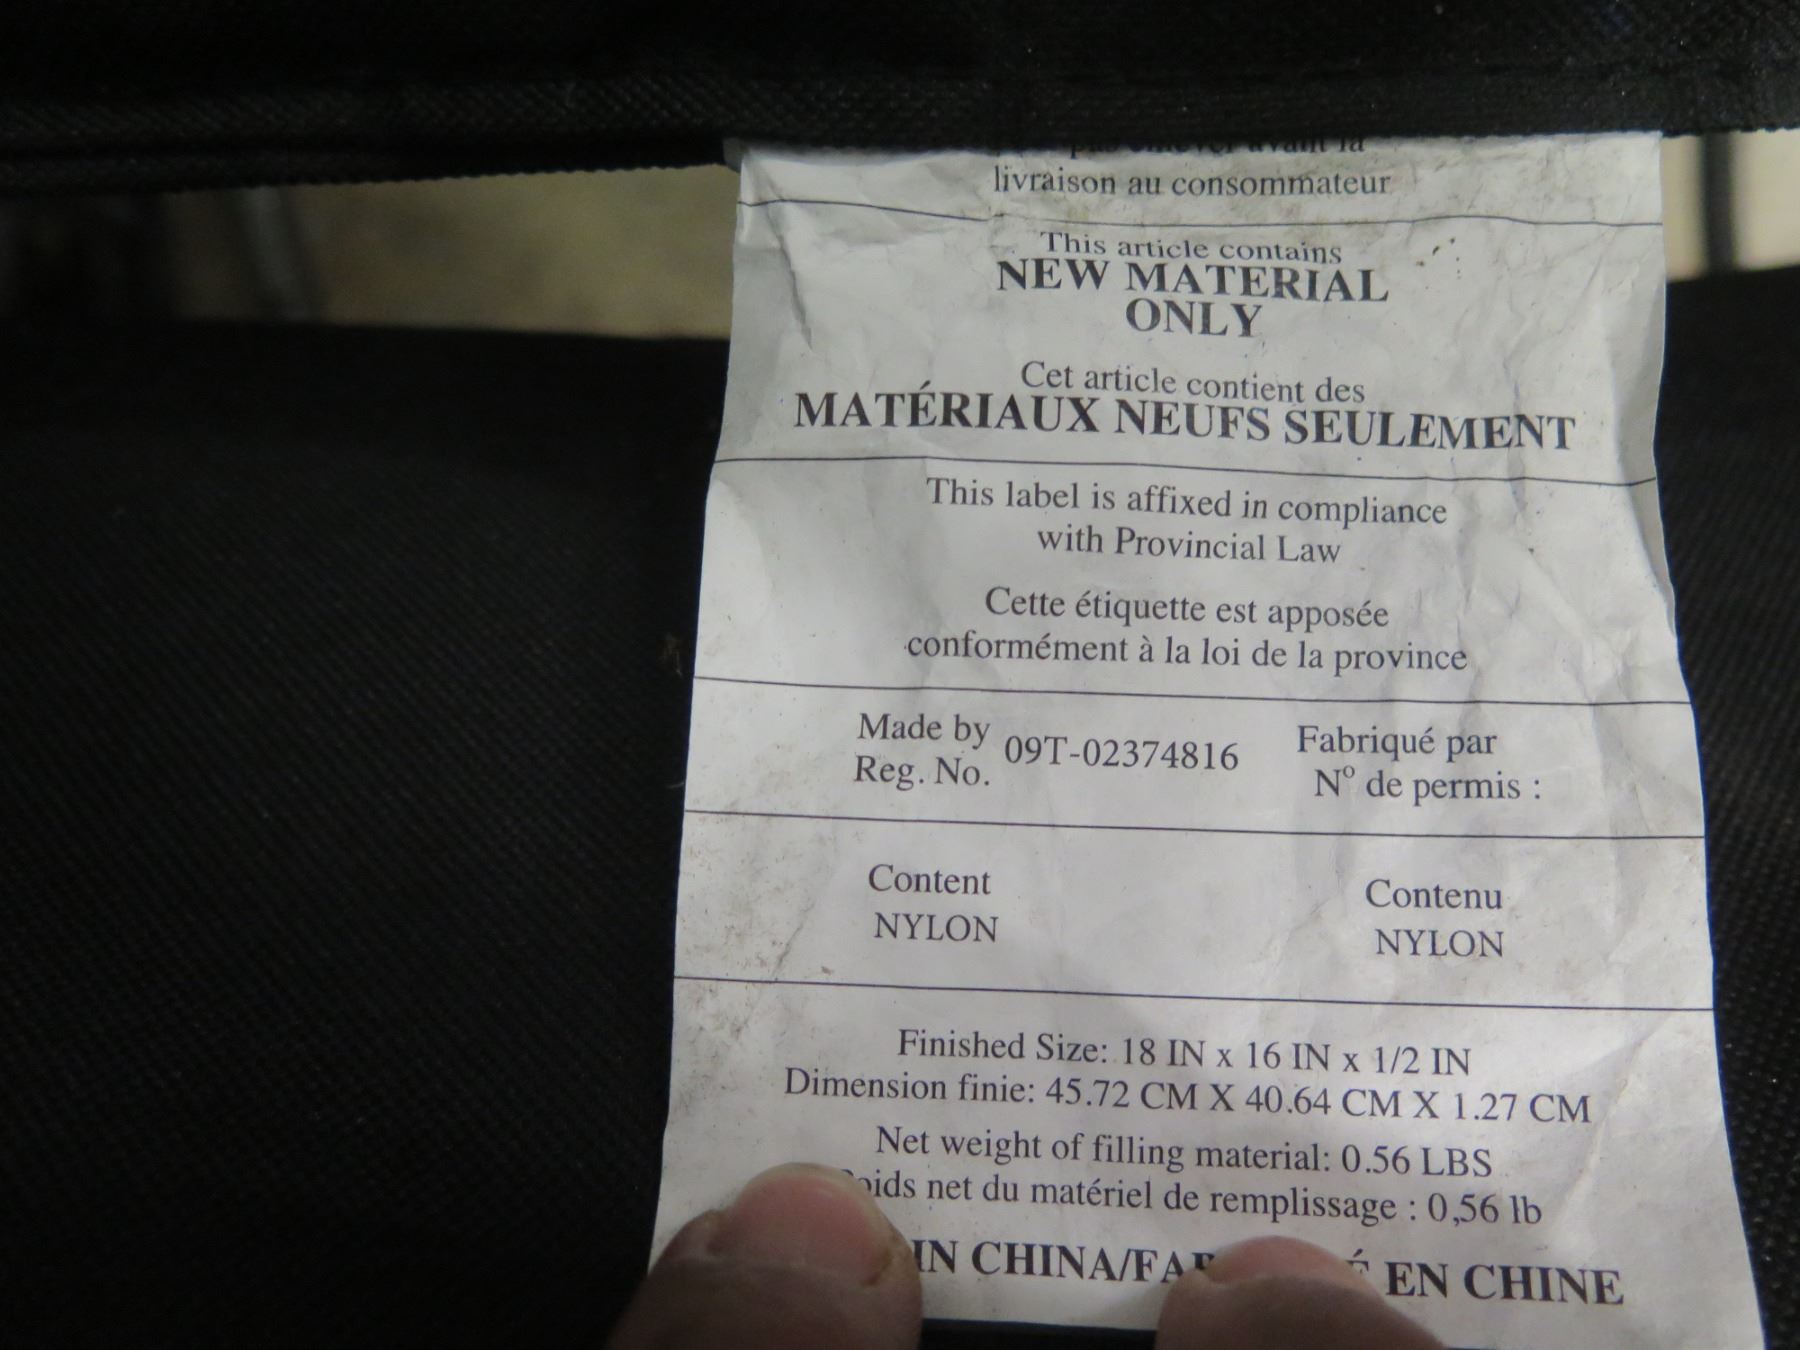 livraison au consommateur
This article contains
NEW MATERIAL
ONLY
Cet article contient des
MATÉRIAUX NEUFS SEULEMENT
This label is affixed in compliance
with Provincial Law
Cette étiquette est apposée
conformément à la loi de la province
Made by
Reg. No.
09T-02374816
Fabriqué par
N° de permis :
Content
NYLON
Contenu
NYLON
Finished Size: 18 IN x 16 IN x 1/2 IN
Dimension finie: 45.72 CM X 40.64 CM X 1.27 CM
Net weight of filling material: 0.56 LBS
net du matériel de remplissage : 0,56 lb
IN CHINA/ EN CHINE